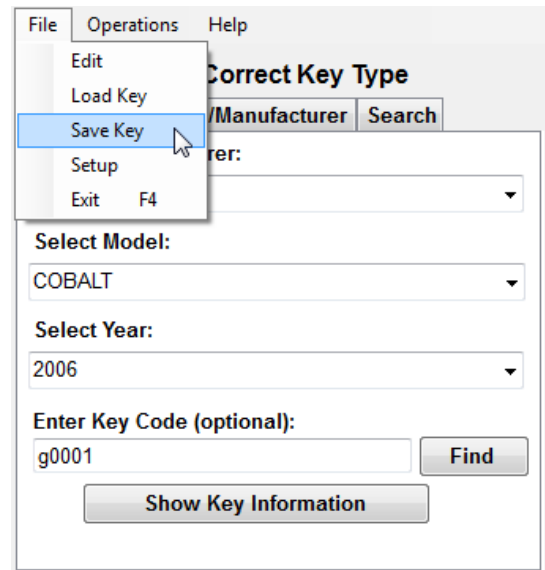 File Operations Help
Edit
Correct Key Type
Load Key
/Manufacturer Search
Save Key
rer:
Setup
Exit F4
Select Model:
COBALT
Select Year:
2006
Enter Key Code (optional):
g0001 Find
Show Key Information